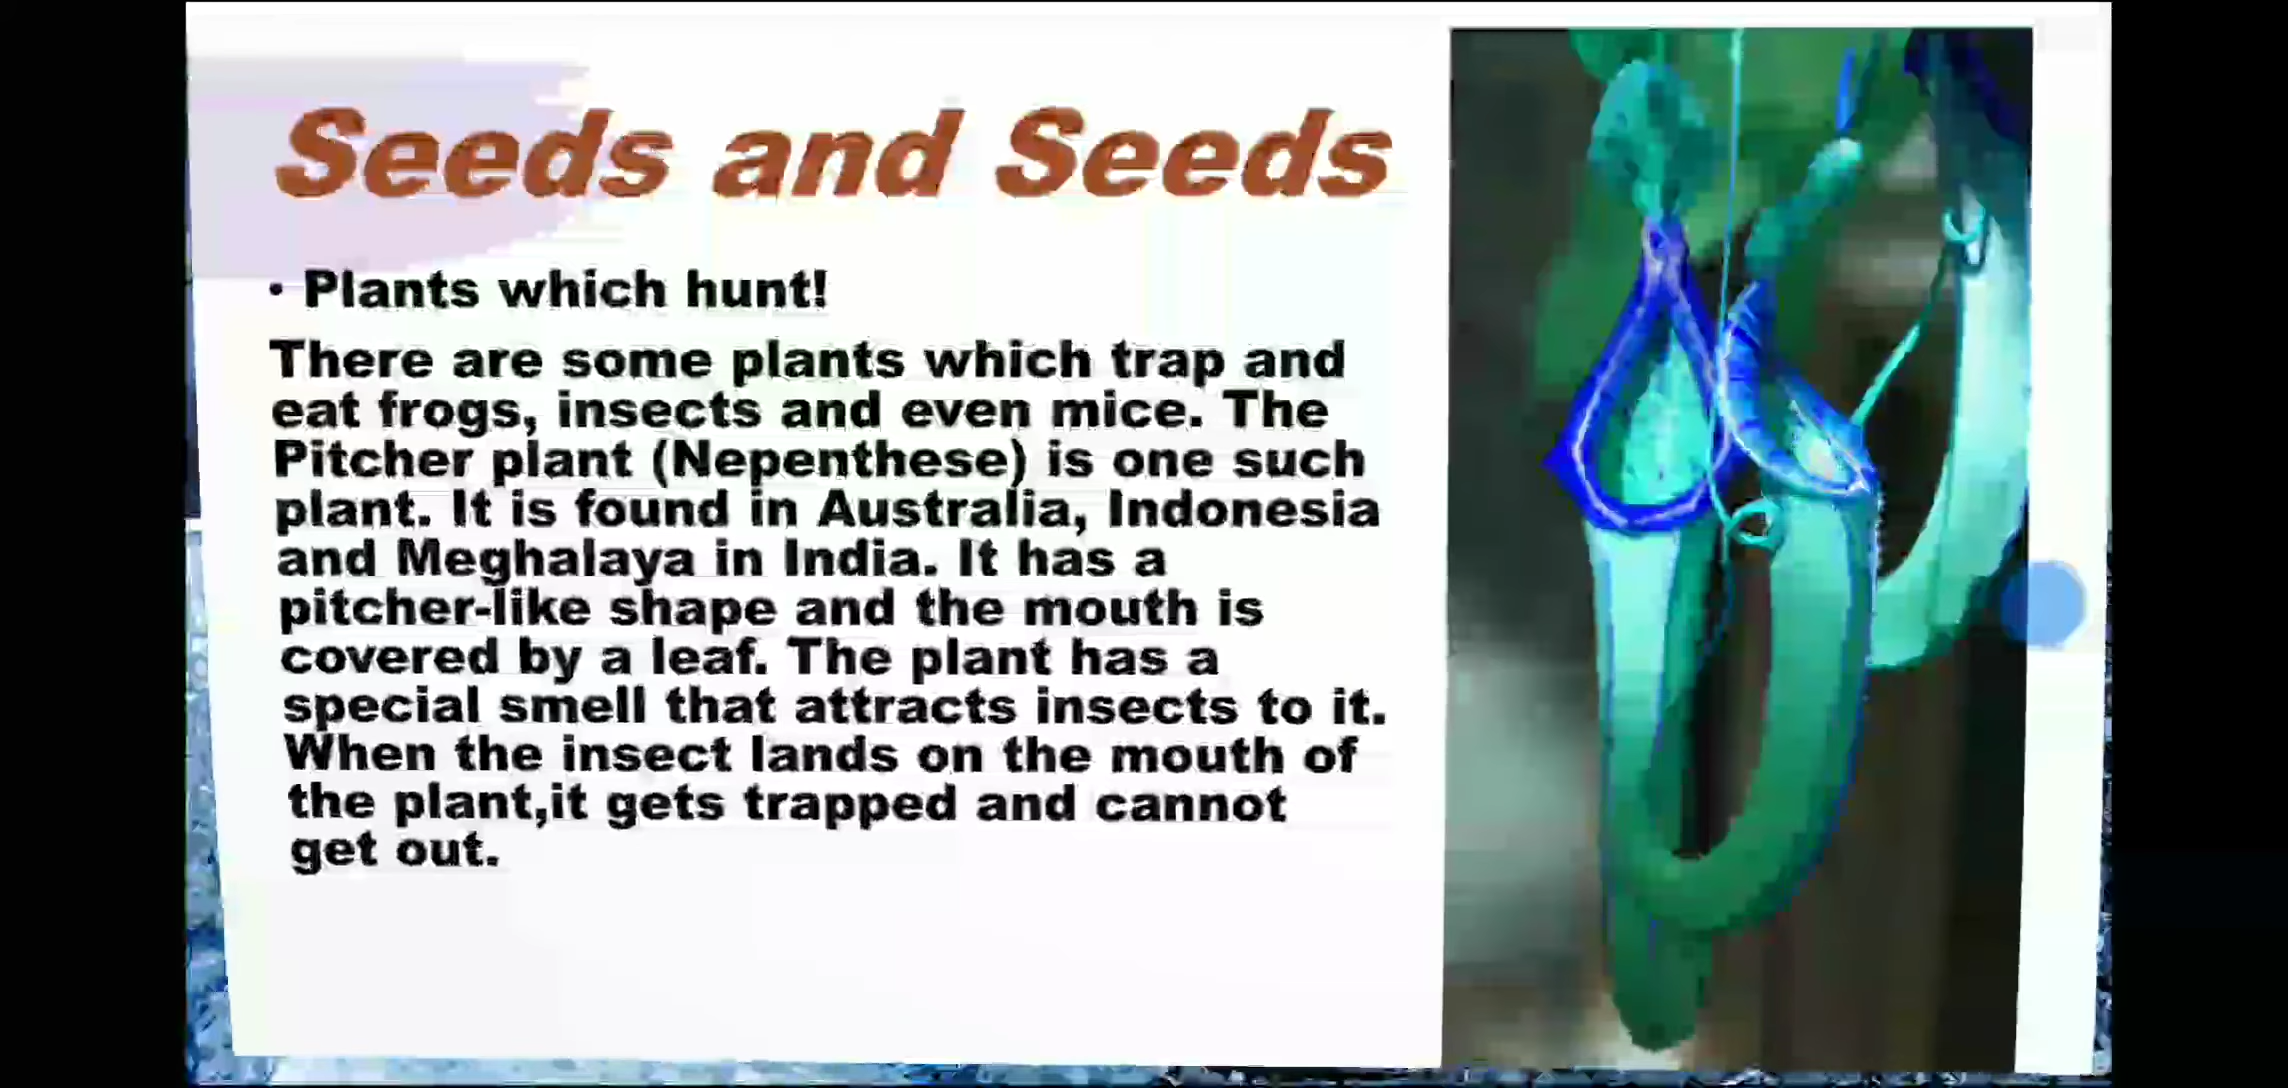 Seeds and Seeds
• Plants which hunt!
There are some plants which trap and
eat frogs, insects and even mice. The
Pitcher plant (Nepenthese) is one such
plant. It is found in Australia, Indonesia
and Meghalaya in India. It has a
pitcher-like shape and the mouth is
covered by a leaf. The plant has a
special smell that attracts insects to it.
When the insect lands on the mouth of
the plant,it gets trapped and cannot
get out.